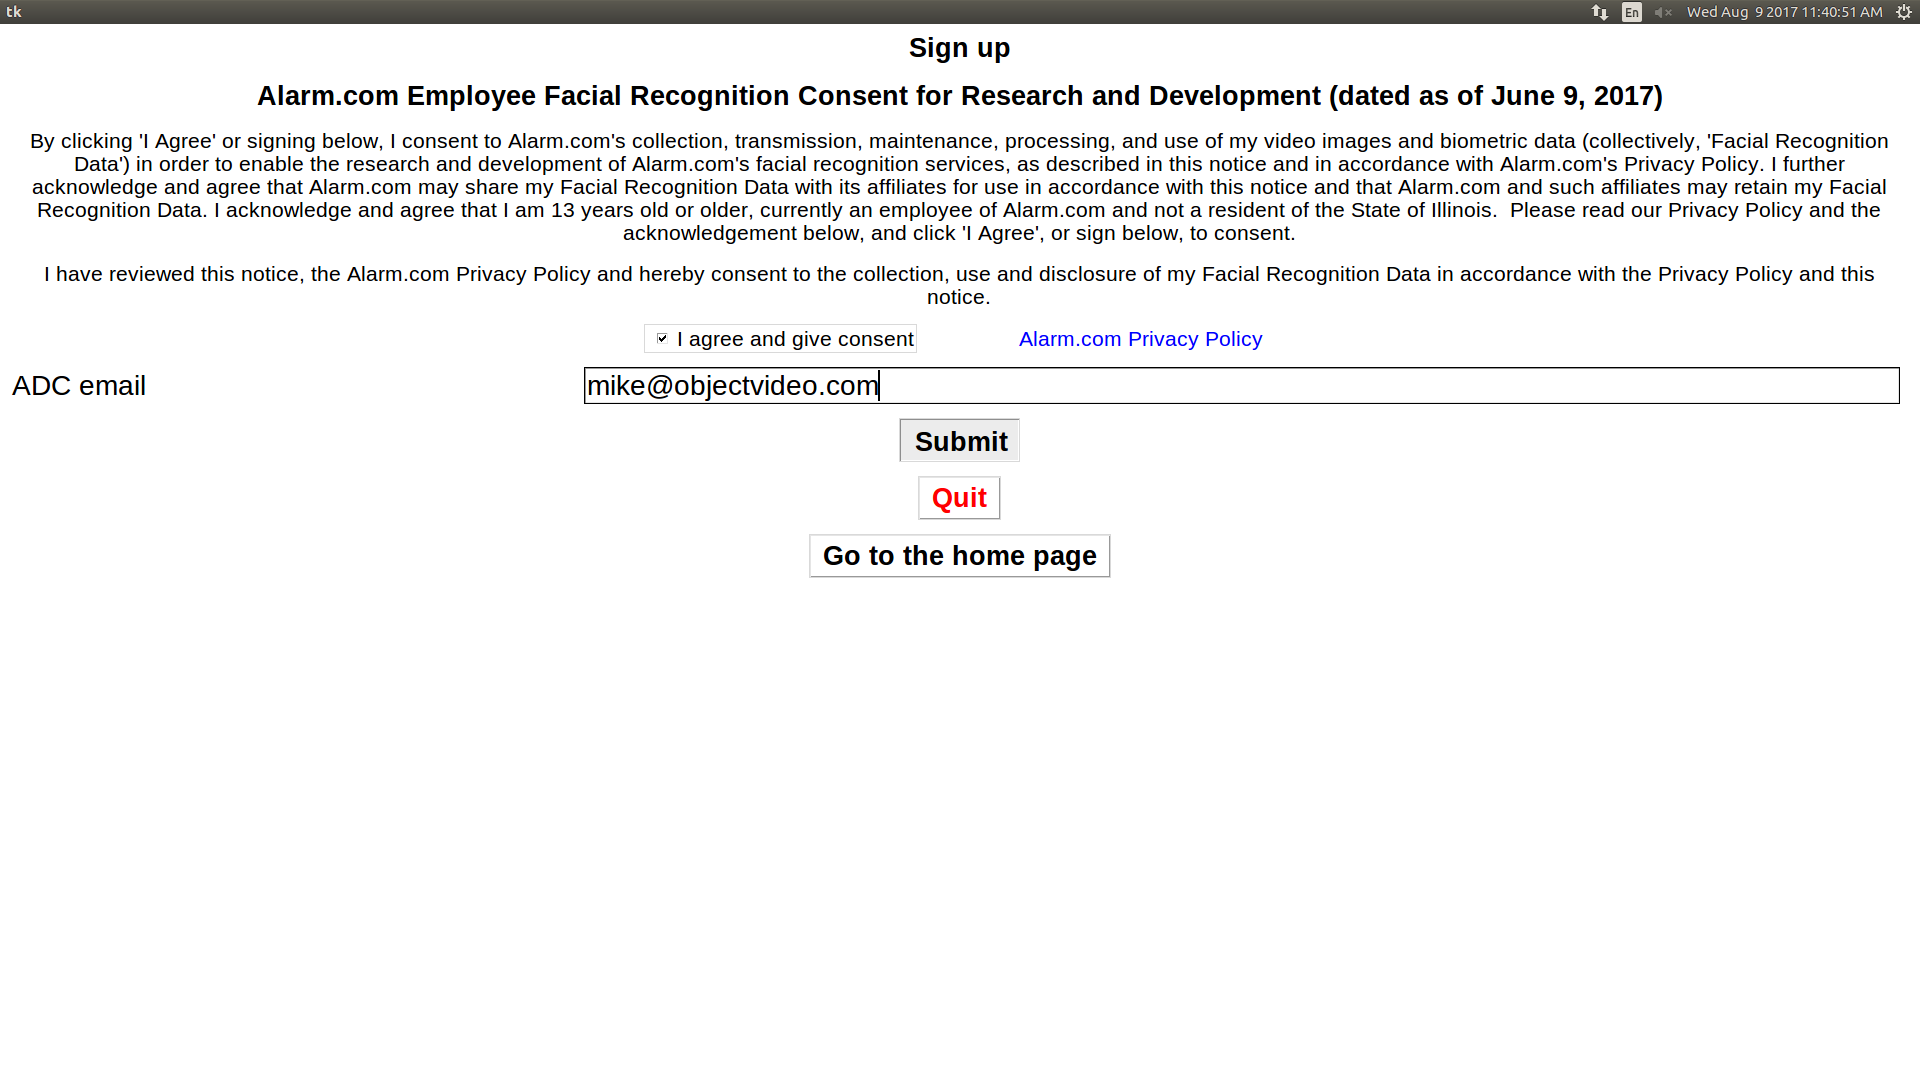 tk
En
Wed Aug 9 2017 11:40:51 AM
Sign up
Alarm.com Employee Facial Recognition Consent for Research and Development (dated as of June 9, 2017)
By clicking 'I Agree' or signing below, I consent to Alarm.com's collection, transmission, maintenance, processing, and use of my video images and biometric data (collectively, 'Facial Recognition
Data') in order to enable the research and development of Alarm.com's facial recognition services, as described in this notice and in accordance with Alarm.com's Privacy Policy. I further
acknowledge and agree that Alarm.com may share my Facial Recognition Data with its affiliates for use in accordance with this notice and that Alarm.com and such affiliates may retain my Facial
Recognition Data. I acknowledge and agree that I am 13 years old or older, currently an employee of Alarm.com and not a resident of the State of Illinois.  Please read our Privacy Policy and the
acknowledgement below, and click 'I Agree', or sign below, to consent.
I have reviewed this notice, the Alarm.com Privacy Policy and hereby consent to the collection, use and disclosure of my Facial Recognition Data in accordance with the Privacy Policy and this
notice.
I agree and give consent
Alarm.com Privacy Policy
ADC email
mike@objectvideo.com
Submit
Quit
Go to the home page